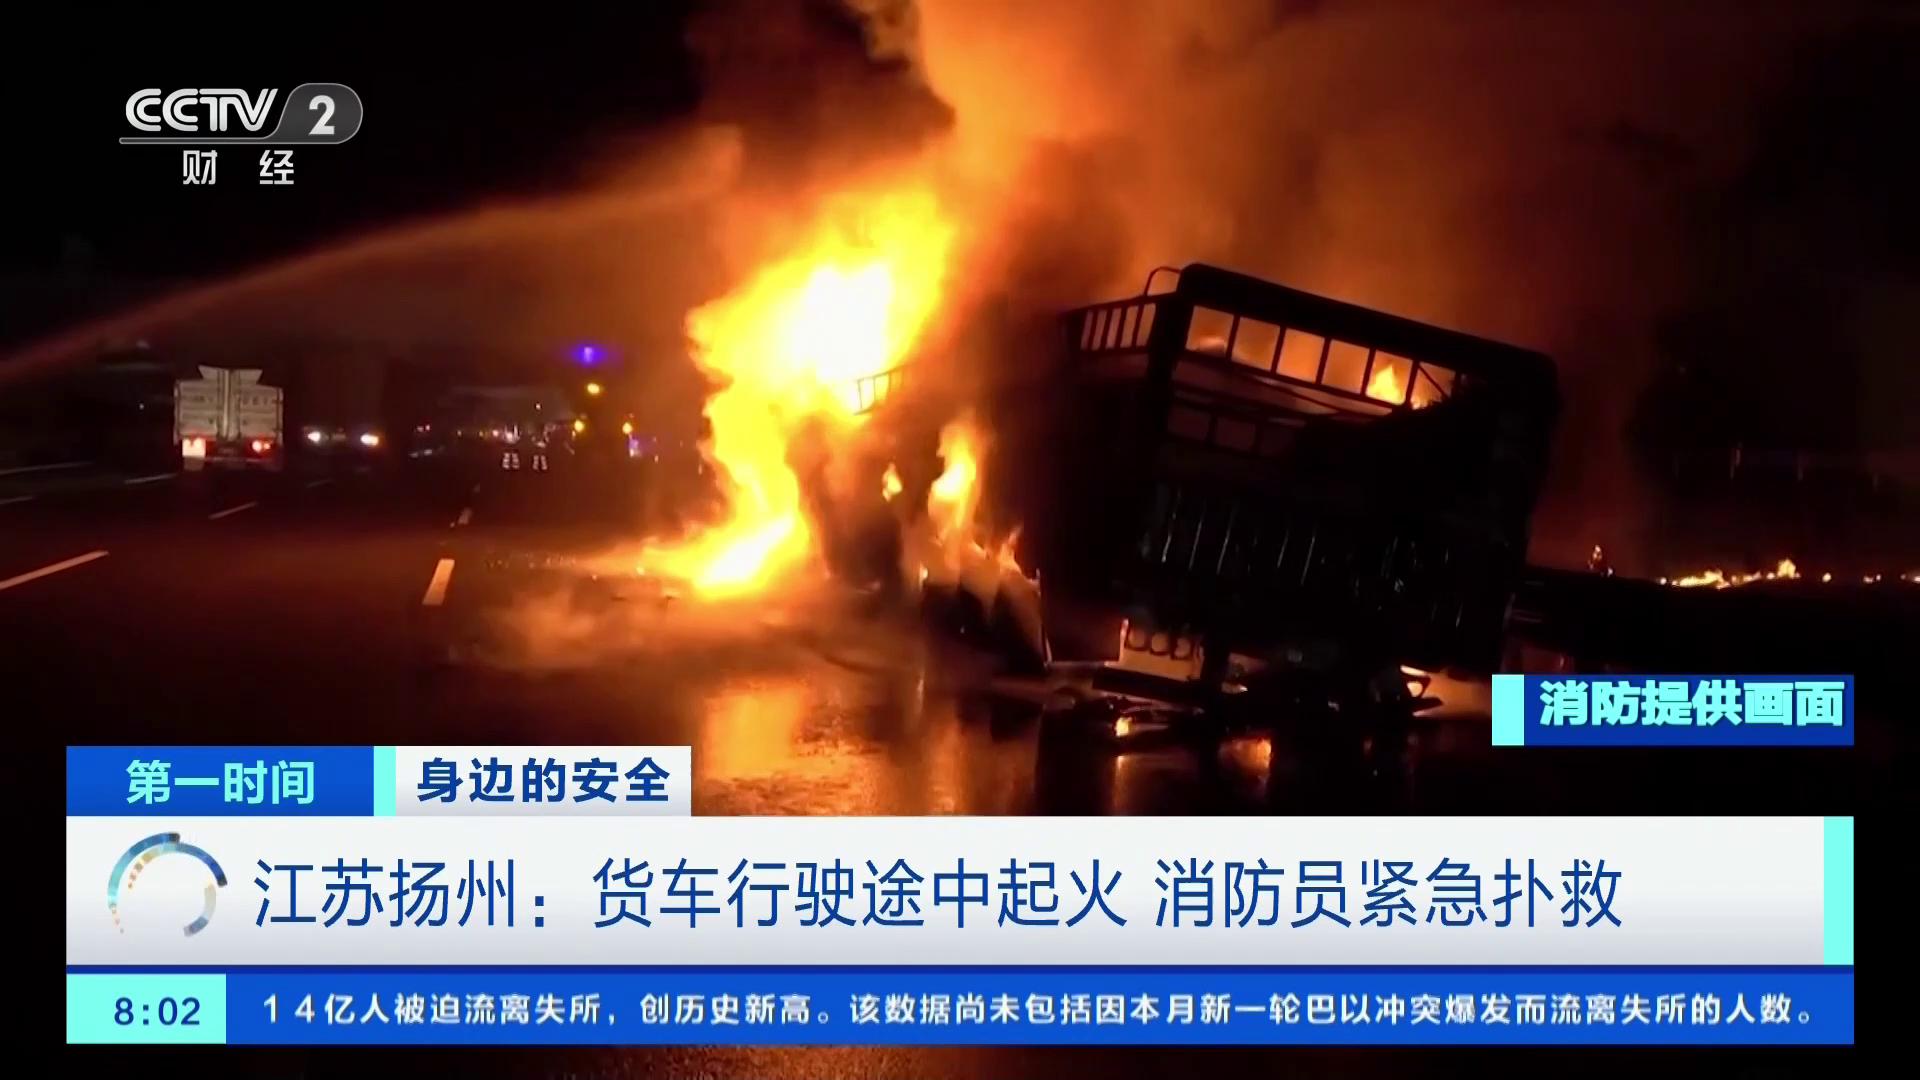 CCTV 2
财 经
消防提供画面
第一时间
身边的安全
江苏扬州：货车行驶途中起火 消防员紧急扑救
8:02
14亿人被迫流离失所，创历史新高。该数据尚未包括因本月新一轮巴以冲突爆发而流离失所的人数。